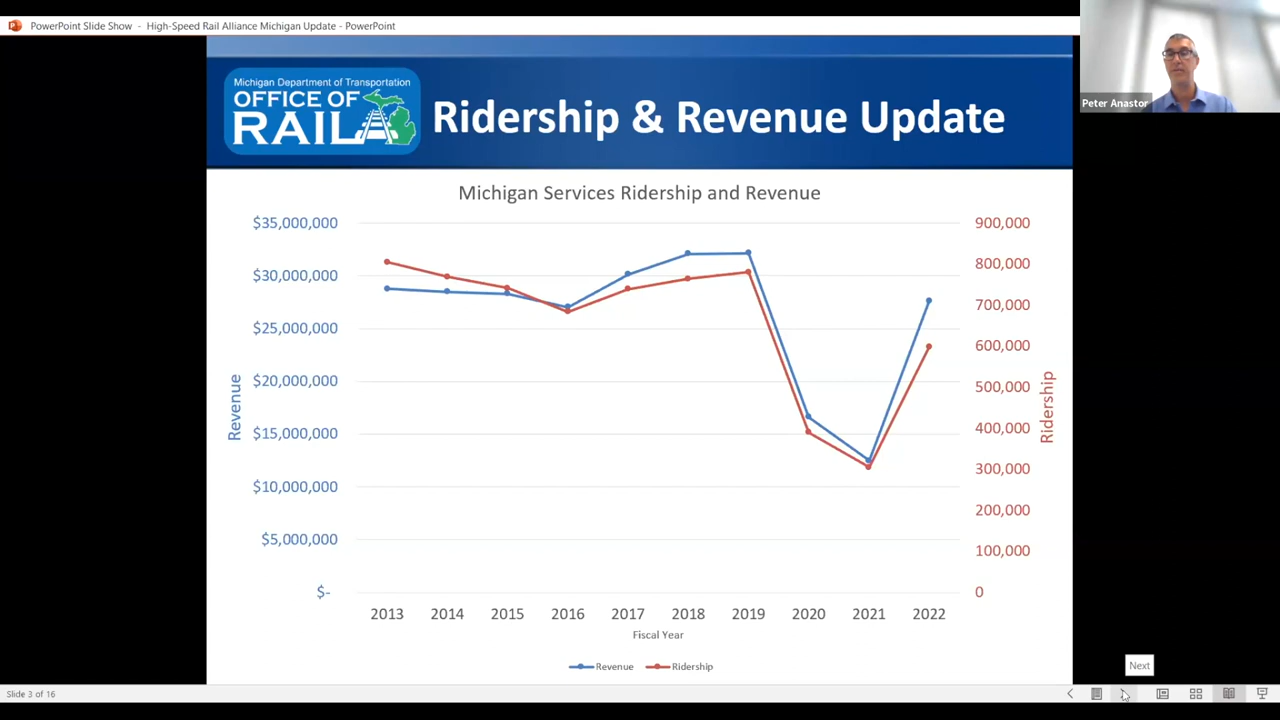 PowerPoint Slide Show - High-Speed Rail Alliance Michigan Update - PowerPoint
Peter Anastor
Michigan Department of Transportation
OFFICE OF
RAIL
Ridership & Revenue Update
Michigan Services Ridership and Revenue
$35,000,000
$30,000,000
$25,000,000
$20,000,000
$15,000,000
$10,000,000
$5,000,000
$-
Revenue
900,000
800,000
700,000
600,000
500,000
400,000
300,000
200,000
100,000
0
Ridership
2013 2014 2015 2016 2017 2018 2019 2020 2021 2022
Fiscal Year
Revenue Ridership
Next
Slide 3 of 16